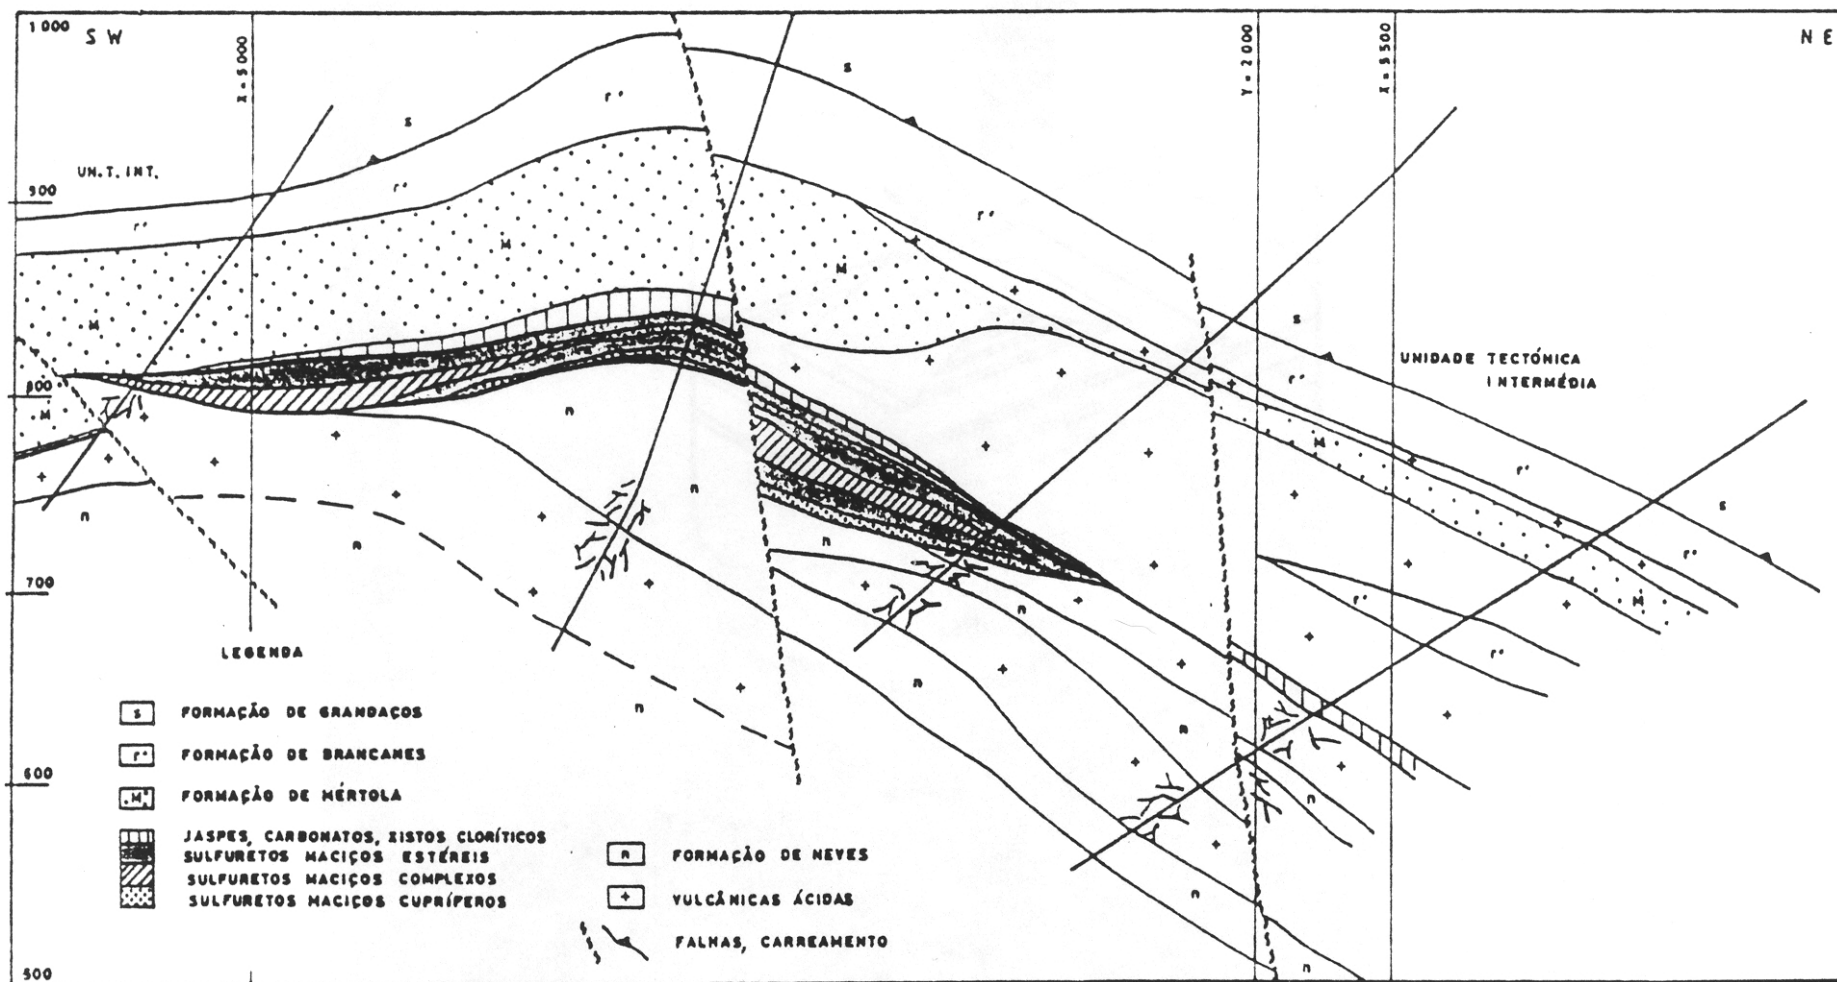 1000
SW
X = 5000
Y = 2000
X = 5500
NE
s
s
r'
UN.T.INT.
r'
900
r'
r'
M
M
s
UNIDADE TECTÓNICA
INTERMÉDIA
M
r'
800
M
n
M
r'
n
s
n
n
r'
n
700
n
r'
M
r'
n
n
n
n
600
n
n
n
500
LEGENDA
s FORMAÇÃO DE GRANDAÇOS
r' FORMAÇÃO DE BRANCANES
M FORMAÇÃO DE MÉRTOLA
JASPES, CARBONATOS, XISTOS CLORÍTICOS
SULFURETOS MACIÇOS ESTÉREIS
SULFURETOS MACIÇOS COMPLEXOS
SULFURETOS MACIÇOS CUPRÍFEROS
n FORMAÇÃO DE NEVES
+ VULCÂNICAS ÁCIDAS
FALHAS, CARREAMENTO